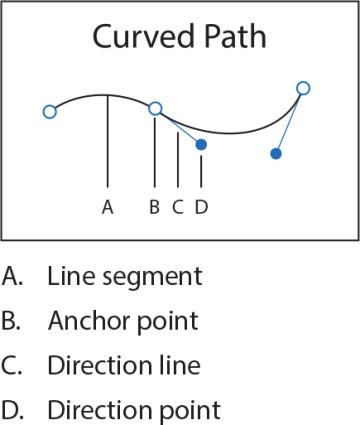 Curved Path
A B C D
A. Line segment
B. Anchor point
C. Direction line
D. Direction point